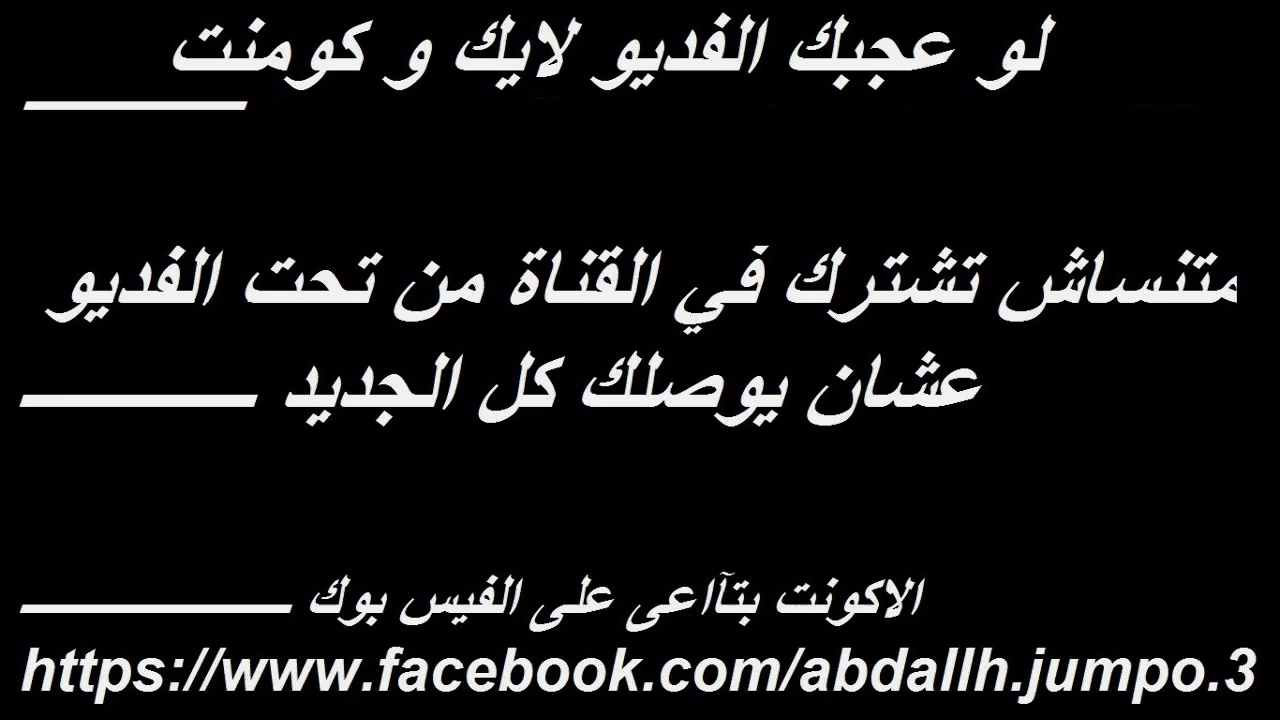 لو عجبك الفديو لايك و كومنت
متنساش تشترك في القناة من تحت الفديو
عشان يوصلك كل الجديد
الاكونت بتآاعى على الفيس بوك
https://www.facebook.com/abdallh.jumpo.3